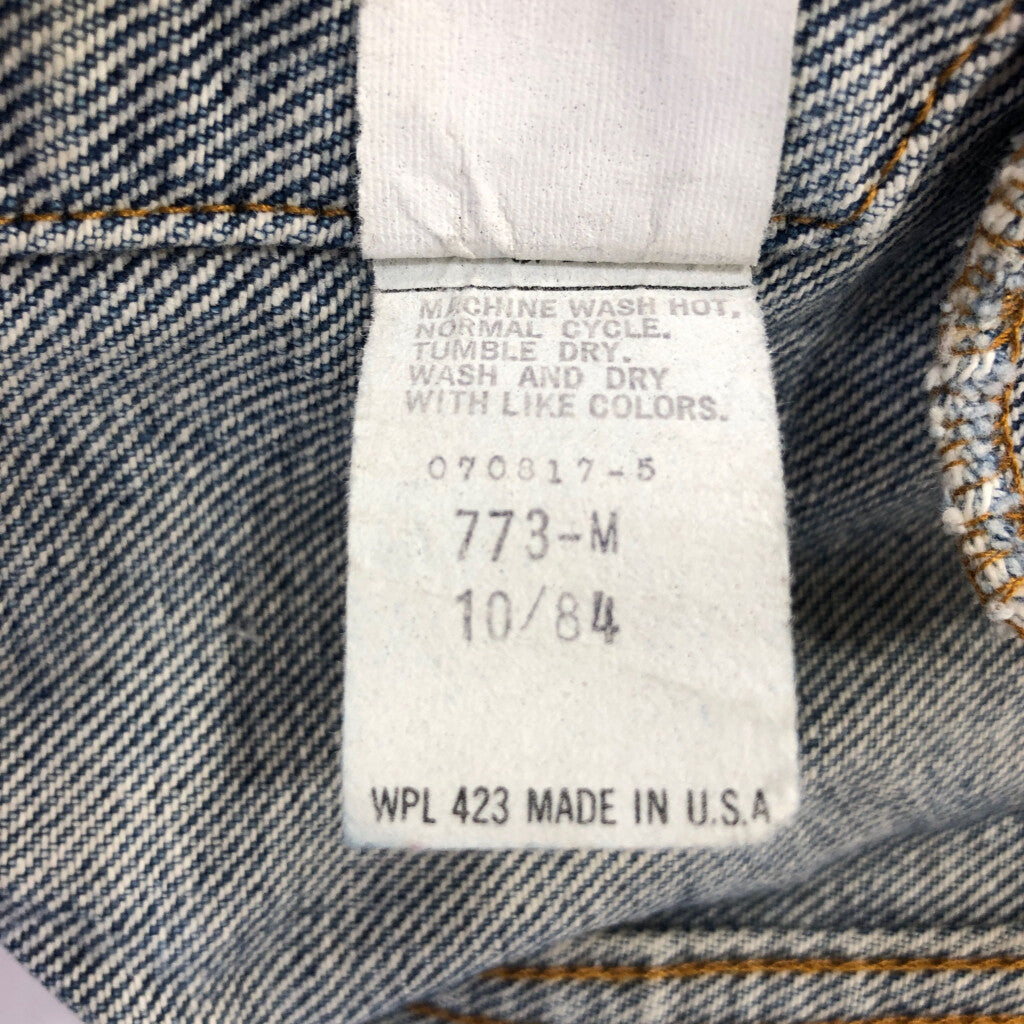 MACHINE WASH HOT,
NORMAL CYCLE.
TUMBLE DRY.
WASH AND DRY
WITH LIKE COLORS.
070817-5
773-M
10/84
WPL 423 MADE IN U.S.A